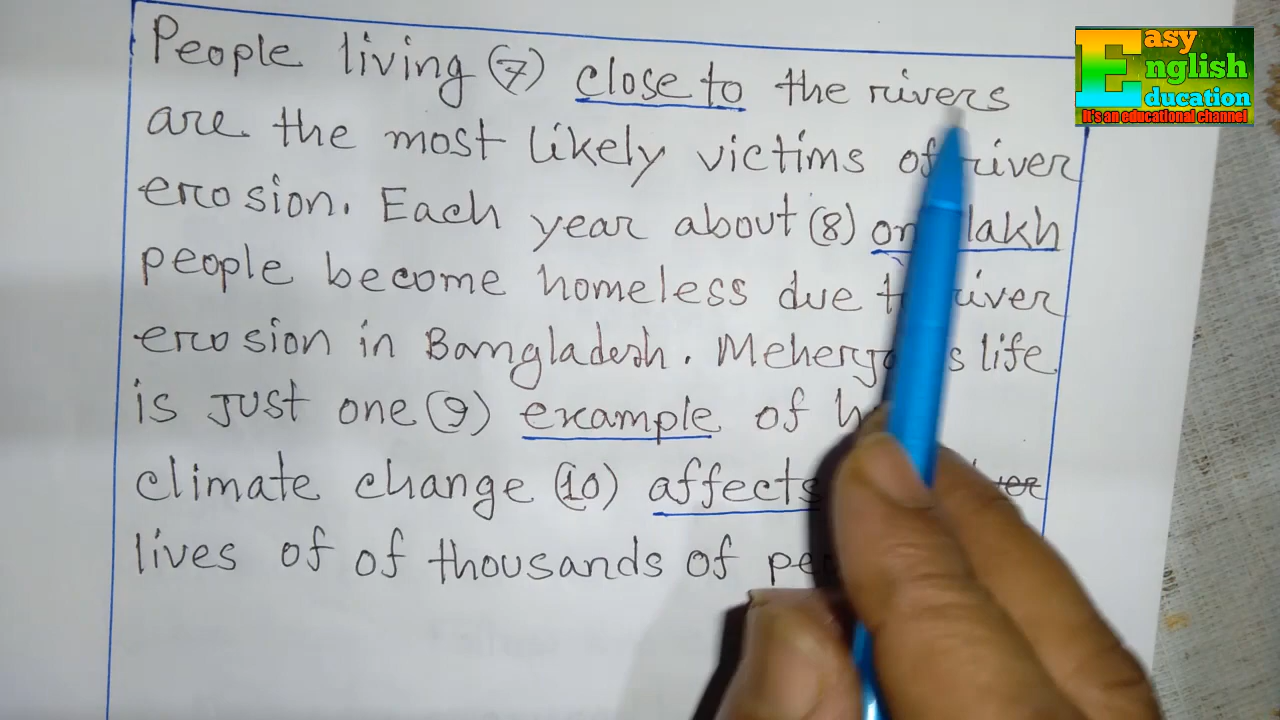 People living (7) close to the rivers
are the most likely victims of river
erosion. Each year about (8) lakh
people become homeless due river
erosion in Bangladesh. life
is just one (9) example of
climate change (10) affects
lives of of thousands of
Easy
English
Education
It's an educational channel